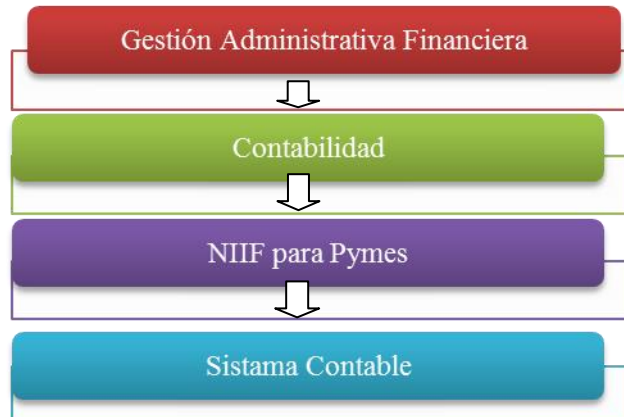 Gestión Administrativa Financiera
Contabilidad
NIIF para Pymes
Sistama Contable